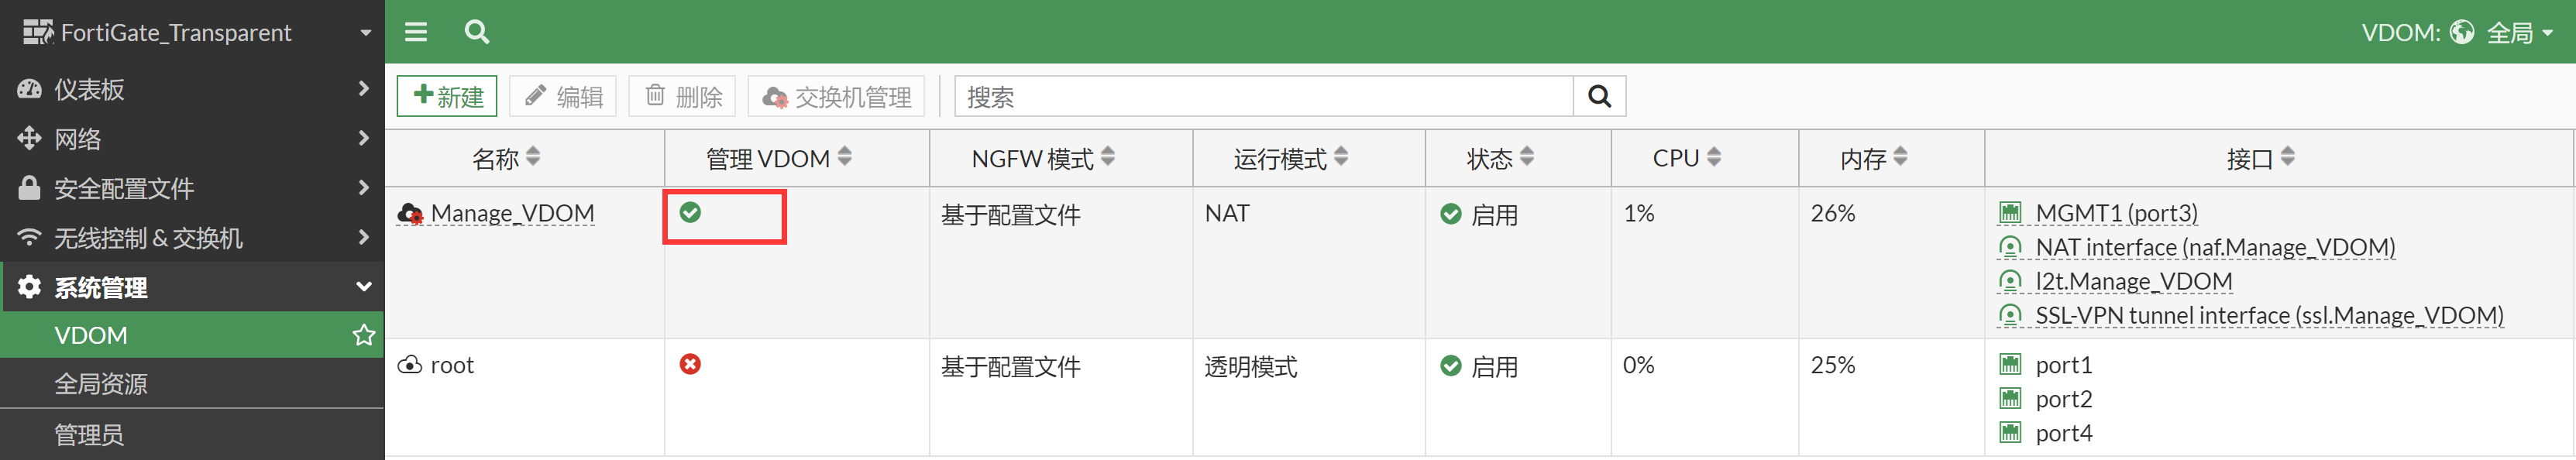 FortiGate_Transparent
VDOM: 全局
仪表板
网络
安全配置文件
无线控制 & 交换机
系统管理
VDOM
全局资源
管理员
新建 编辑 删除 交换机管理 搜索
名称 管理 VDOM NGFW 模式 运行模式 状态 CPU 内存 接口
Manage_VDOM 基于配置文件 NAT 启用 1% 26% MGMT1 (port3)
NAT interface (naf.Manage_VDOM)
l2t.Manage_VDOM
SSL-VPN tunnel interface (ssl.Manage_VDOM)
root 基于配置文件 透明模式 启用 0% 25% port1
port2
port4